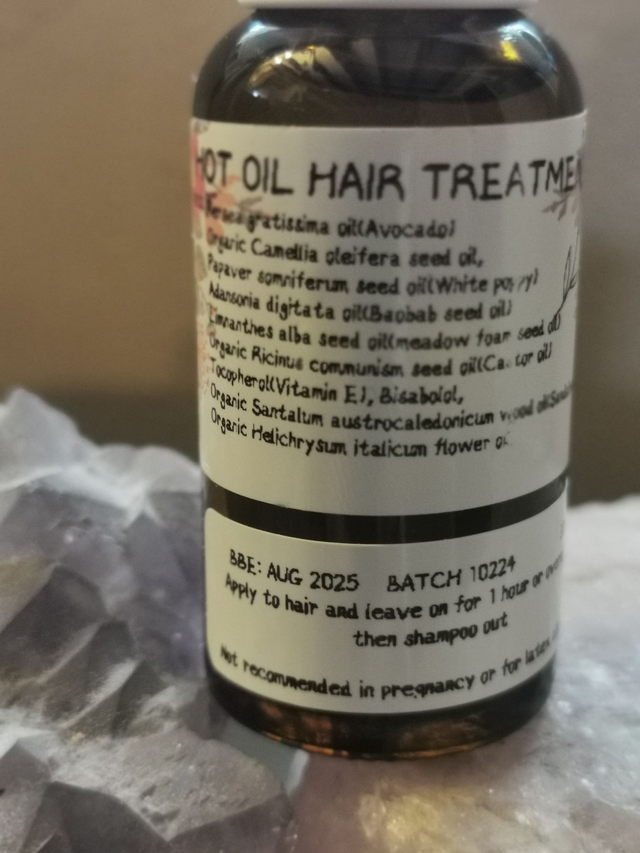 HOT OIL HAIR TREATMEN
Persea gratissima oil(Avocado)
Organic Camellia oleifera seed oil,
Papaver somniferum seed oil(White poppy)
Adansonia digitata oil(Baobab seed oil)
Limnanthes alba seed oil(meadow foam seed oil)
Organic Ricinus communism seed oil(Castor oil)
Tocopherol(Vitamin E), Bisabolol,
Organic Santalum austrocaledonicum wood oil
Organic Helichrysum italicum flower
BBE: AUG 2025 BATCH 10224
Apply to hair and leave on for 1 hour or
then shampoo out
Not recommended in pregnancy or for latex